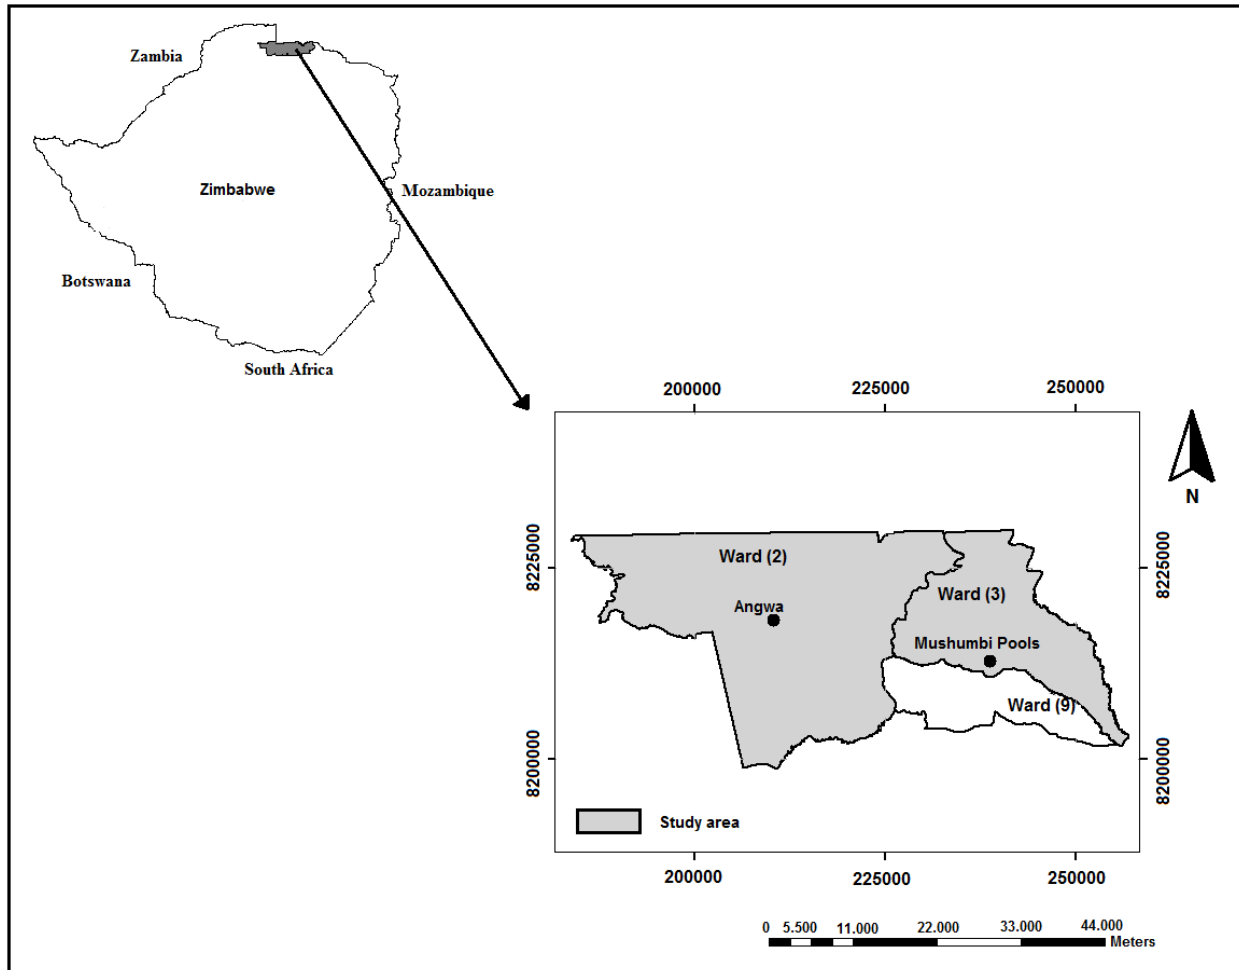 Zambia
Zimbabwe
Mozambique
Botswana
South Africa
200000 225000 250000
N
8225000 8225000
Ward (2)
Ward (3)
Angwa
Mushumbi Pools
Ward (9)
8200000 8200000
Study area
200000 225000 250000
0 5.500 11.000 22.000 33.000 44.000
Meters